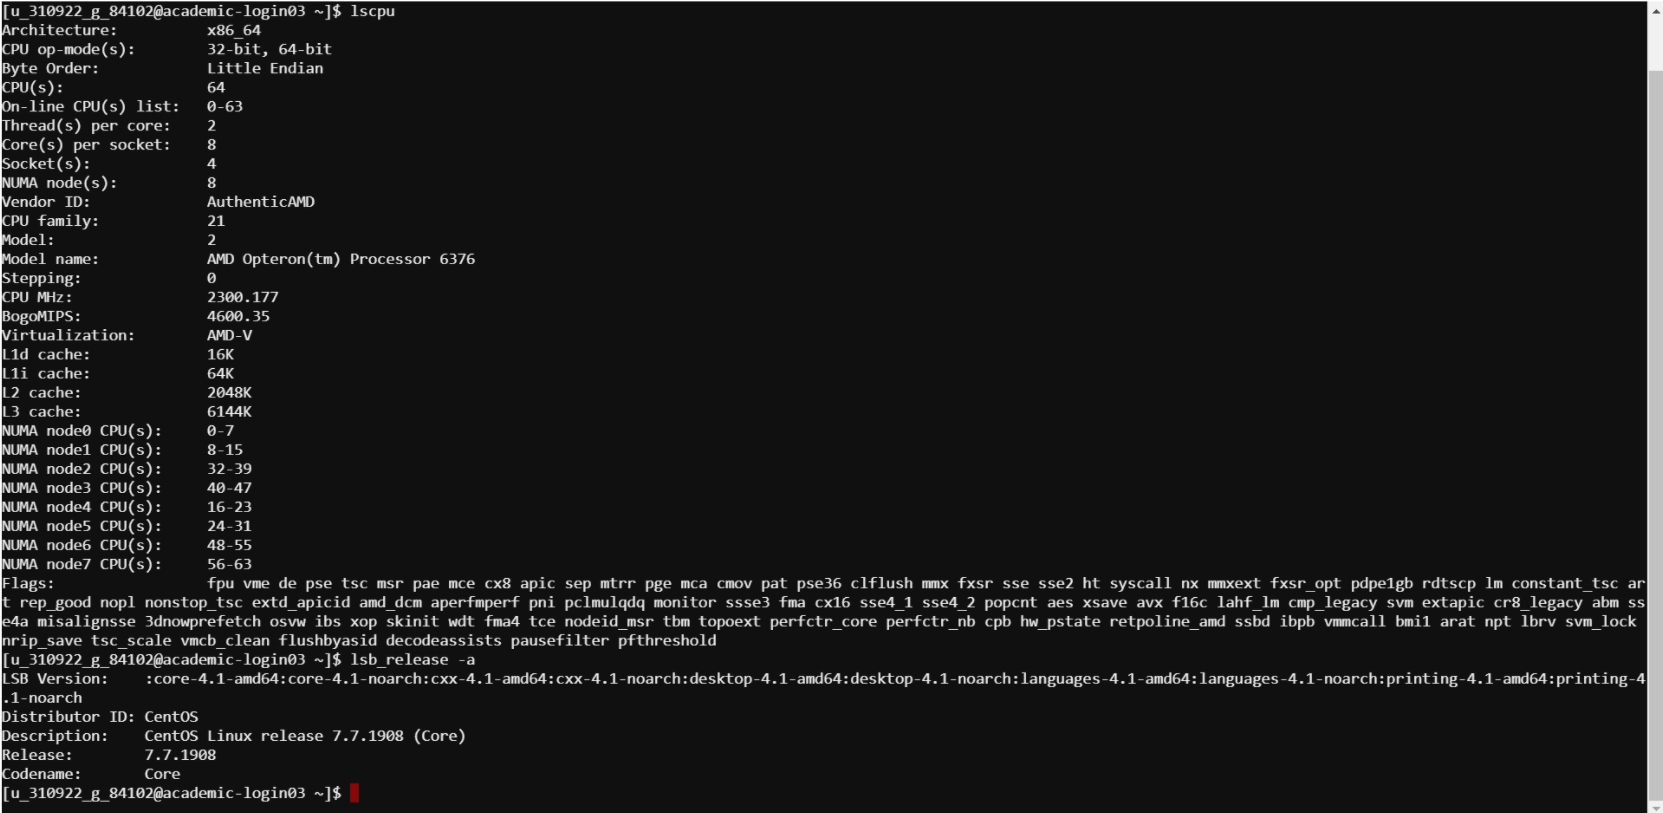 [u_310922_g_84102@academic-login03 ~]$ lscpu
Architecture:          x86_64
CPU op-mode(s):        32-bit, 64-bit
Byte Order:            Little Endian
CPU(s):                64
On-line CPU(s) list:   0-63
Thread(s) per core:    2
Core(s) per socket:    8
Socket(s):             4
NUMA node(s):          8
Vendor ID:             AuthenticAMD
CPU family:            21
Model:                 2
Model name:            AMD Opteron(tm) Processor 6376
Stepping:              0
CPU MHz:               2300.177
BogoMIPS:              4600.35
Virtualization:        AMD-V
L1d cache:             16K
L1i cache:             64K
L2 cache:              2048K
L3 cache:              6144K
NUMA node0 CPU(s):     0-7
NUMA node1 CPU(s):     8-15
NUMA node2 CPU(s):     32-39
NUMA node3 CPU(s):     40-47
NUMA node4 CPU(s):     16-23
NUMA node5 CPU(s):     24-31
NUMA node6 CPU(s):     48-55
NUMA node7 CPU(s):     56-63
Flags:                 fpu vme de pse tsc msr pae mce cx8 apic sep mtrr pge mca cmov pat pse36 clflush mmx fxsr sse sse2 ht syscall nx mmxext fxsr_opt pdpe1gb rdtscp lm constant_tsc ar
t rep_good nopl nonstop_tsc extd_apicid amd_dcm aperfmperf pni pclmulqdq monitor ssse3 fma cx16 sse4_1 sse4_2 popcnt aes xsave avx f16c lahf_lm cmp_legacy svm extapic cr8_legacy abm ss
e4a misalignsse 3dnowprefetch osvw ibs xop skinit wdt fma4 tce nodeid_msr tbm topoext perfctr_core perfctr_nb cpb hw_pstate retpoline_amd ssbd ibpb vmmcall bmi1 arat npt lbrv svm_lock
nrip_save tsc_scale vmcb_clean flushbyasid decodeassists pausefilter pfthreshold
[u_310922_g_84102@academic-login03 ~]$ lsb_release -a
LSB Version:    :core-4.1-amd64:core-4.1-noarch:cxx-4.1-amd64:cxx-4.1-noarch:desktop-4.1-amd64:desktop-4.1-noarch:languages-4.1-amd64:languages-4.1-noarch:printing-4.1-amd64:printing-4
.1-noarch
Distributor ID: CentOS
Description:    CentOS Linux release 7.7.1908 (Core)
Release:        7.7.1908
Codename:       Core
[u_310922_g_84102@academic-login03 ~]$